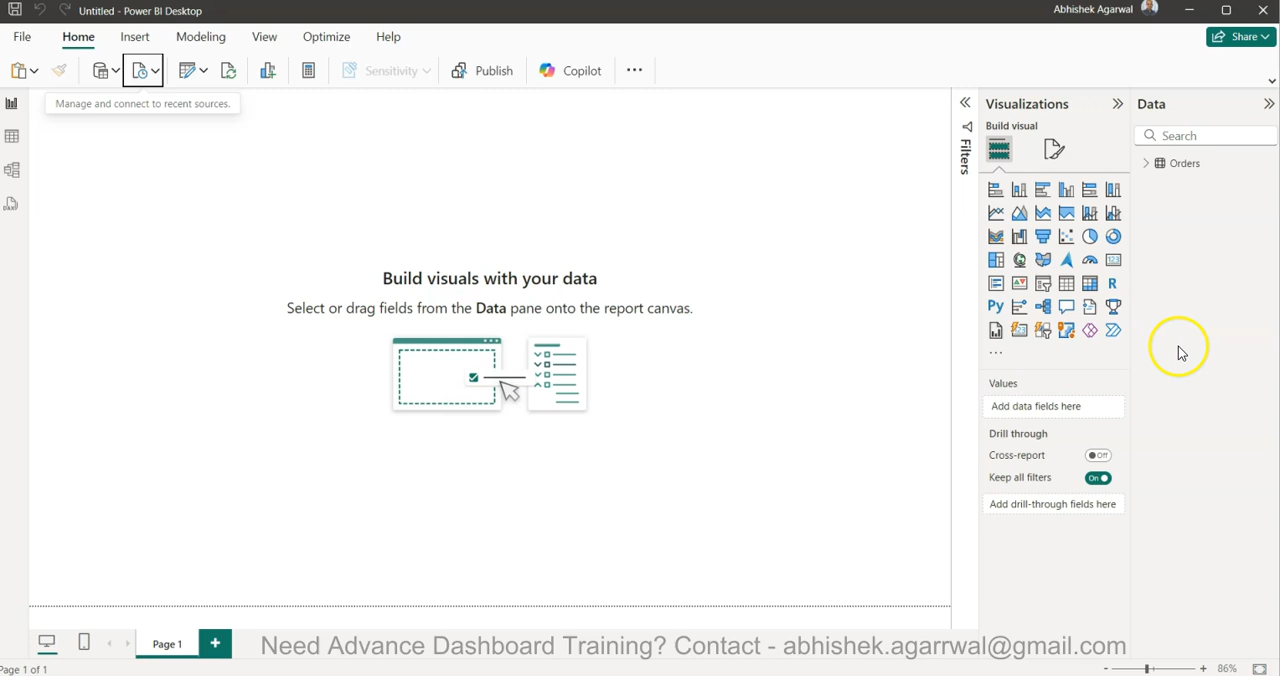 Untitled - Power BI Desktop
Abhishek Agarwal
File Home Insert Modeling View Optimize Help
Share
Sensitivity
Publish
Copilot
Manage and connect to recent sources.
Filters
Visualizations
Build visual
Py
R
123
Values
Add data fields here
Drill through
Cross-report
Off
Keep all filters
On
Add drill-through fields here
Data
Search
Orders
Build visuals with your data
Select or drag fields from the Data pane onto the report canvas.
Page 1
Need Advance Dashboard Training? Contact - abhishek.agarrwal@gmail.com
Page 1 of 1
86%